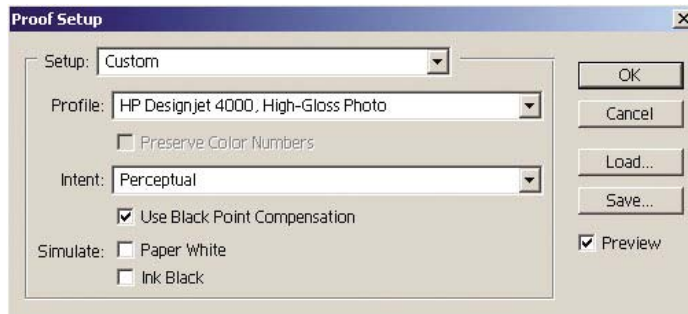 Proof Setup
Setup: Custom
OK
Profile: HP Designjet 4000, High-Gloss Photo
Cancel
Preserve Color Numbers
Load...
Intent: Perceptual
Save...
Use Black Point Compensation
Preview
Simulate: Paper White
Ink Black